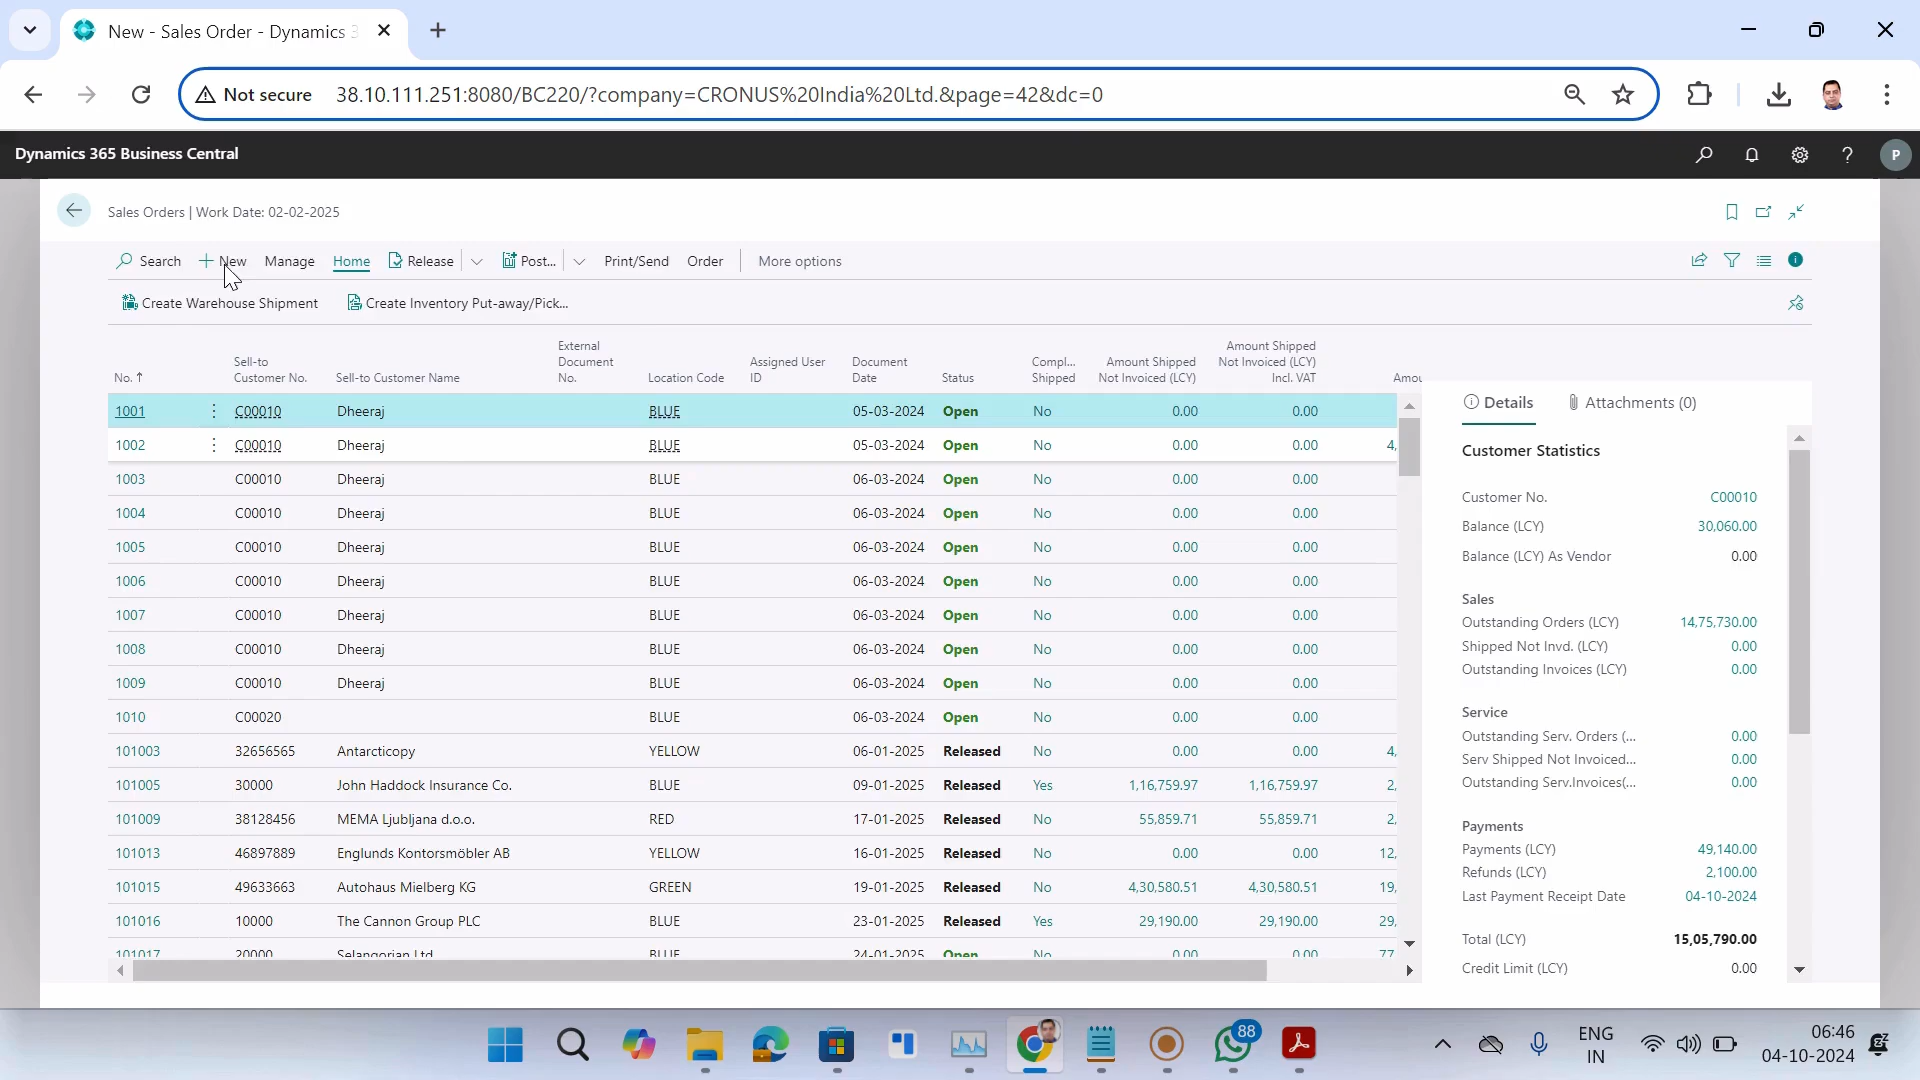 New - Sales Order - Dynamics 3
Not secure
38.10.111.251:8080/BC220/?company=CRONUS%20India%20Ltd.&page=42&dc=0
Dynamics 365 Business Central
P
Sales Orders | Work Date: 02-02-2025
Search New Manage Home Release Post... Print/Send Order More options
Create Warehouse Shipment Create Inventory Put-away/Pick...
No. ↑ Sell-to Customer No. Sell-to Customer Name External Document No. Location Code Assigned User ID Document Date Status Compl... Shipped Amount Shipped Not Invoiced (LCY) Amount Shipped Not Invoiced (LCY) Incl. VAT Amou
1001 C00010 Dheeraj BLUE 05-03-2024 Open No 0.00 0.00
1002 C00010 Dheeraj BLUE 05-03-2024 Open No 0.00 0.00 4,
1003 C00010 Dheeraj BLUE 06-03-2024 Open No 0.00 0.00
1004 C00010 Dheeraj BLUE 06-03-2024 Open No 0.00 0.00
1005 C00010 Dheeraj BLUE 06-03-2024 Open No 0.00 0.00
1006 C00010 Dheeraj BLUE 06-03-2024 Open No 0.00 0.00
1007 C00010 Dheeraj BLUE 06-03-2024 Open No 0.00 0.00
1008 C00010 Dheeraj BLUE 06-03-2024 Open No 0.00 0.00
1009 C00010 Dheeraj BLUE 06-03-2024 Open No 0.00 0.00
1010 C00020 BLUE 06-03-2024 Open No 0.00 0.00
101003 32656565 Antarcticopy YELLOW 06-01-2025 Released No 0.00 0.00 4,
101005 30000 John Haddock Insurance Co. BLUE 09-01-2025 Released Yes 1,16,759.97 1,16,759.97 2,
101009 38128456 MEMA Ljubljana d.o.o. RED 17-01-2025 Released No 55,859.71 55,859.71 2,
101013 46897889 Englunds Kontorsmöbler AB YELLOW 16-01-2025 Released No 0.00 0.00 12,
101015 49633663 Autohaus Mielberg KG GREEN 19-01-2025 Released No 4,30,580.51 4,30,580.51 19,
101016 10000 The Cannon Group PLC BLUE 23-01-2025 Released Yes 29,190.00 29,190.00 29,
101017 20000 Selangorian Ltd. BLUE 24-01-2025 Open No 0.00 0.00 77,
Details Attachments (0)
Customer Statistics
Customer No. C00010
Balance (LCY) 30,060.00
Balance (LCY) As Vendor 0.00
Sales
Outstanding Orders (LCY) 14,75,730.00
Shipped Not Invd. (LCY) 0.00
Outstanding Invoices (LCY) 0.00
Service
Outstanding Serv. Orders (... 0.00
Serv Shipped Not Invoiced... 0.00
Outstanding Serv.Invoices(... 0.00
Payments
Payments (LCY) 49,140.00
Refunds (LCY) 2,100.00
Last Payment Receipt Date 04-10-2024
Total (LCY) 15,05,790.00
Credit Limit (LCY) 0.00
88
ENG
IN
06:46
04-10-2024